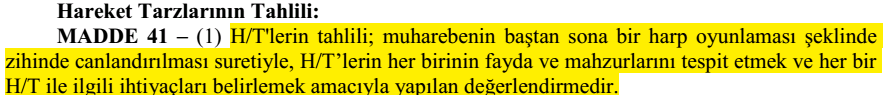 Hareket Tarzlarının Tahlili:
MADDE 41 – (1) H/T'lerin tahlili; muharebenin baştan sona bir harp oyunlaması şeklinde
zihinde canlandırılması suretiyle, H/T’lerin her birinin fayda ve mahzurlarını tespit etmek ve her bir
H/T ile ilgili ihtiyaçları belirlemek amacıyla yapılan değerlendirmedir.